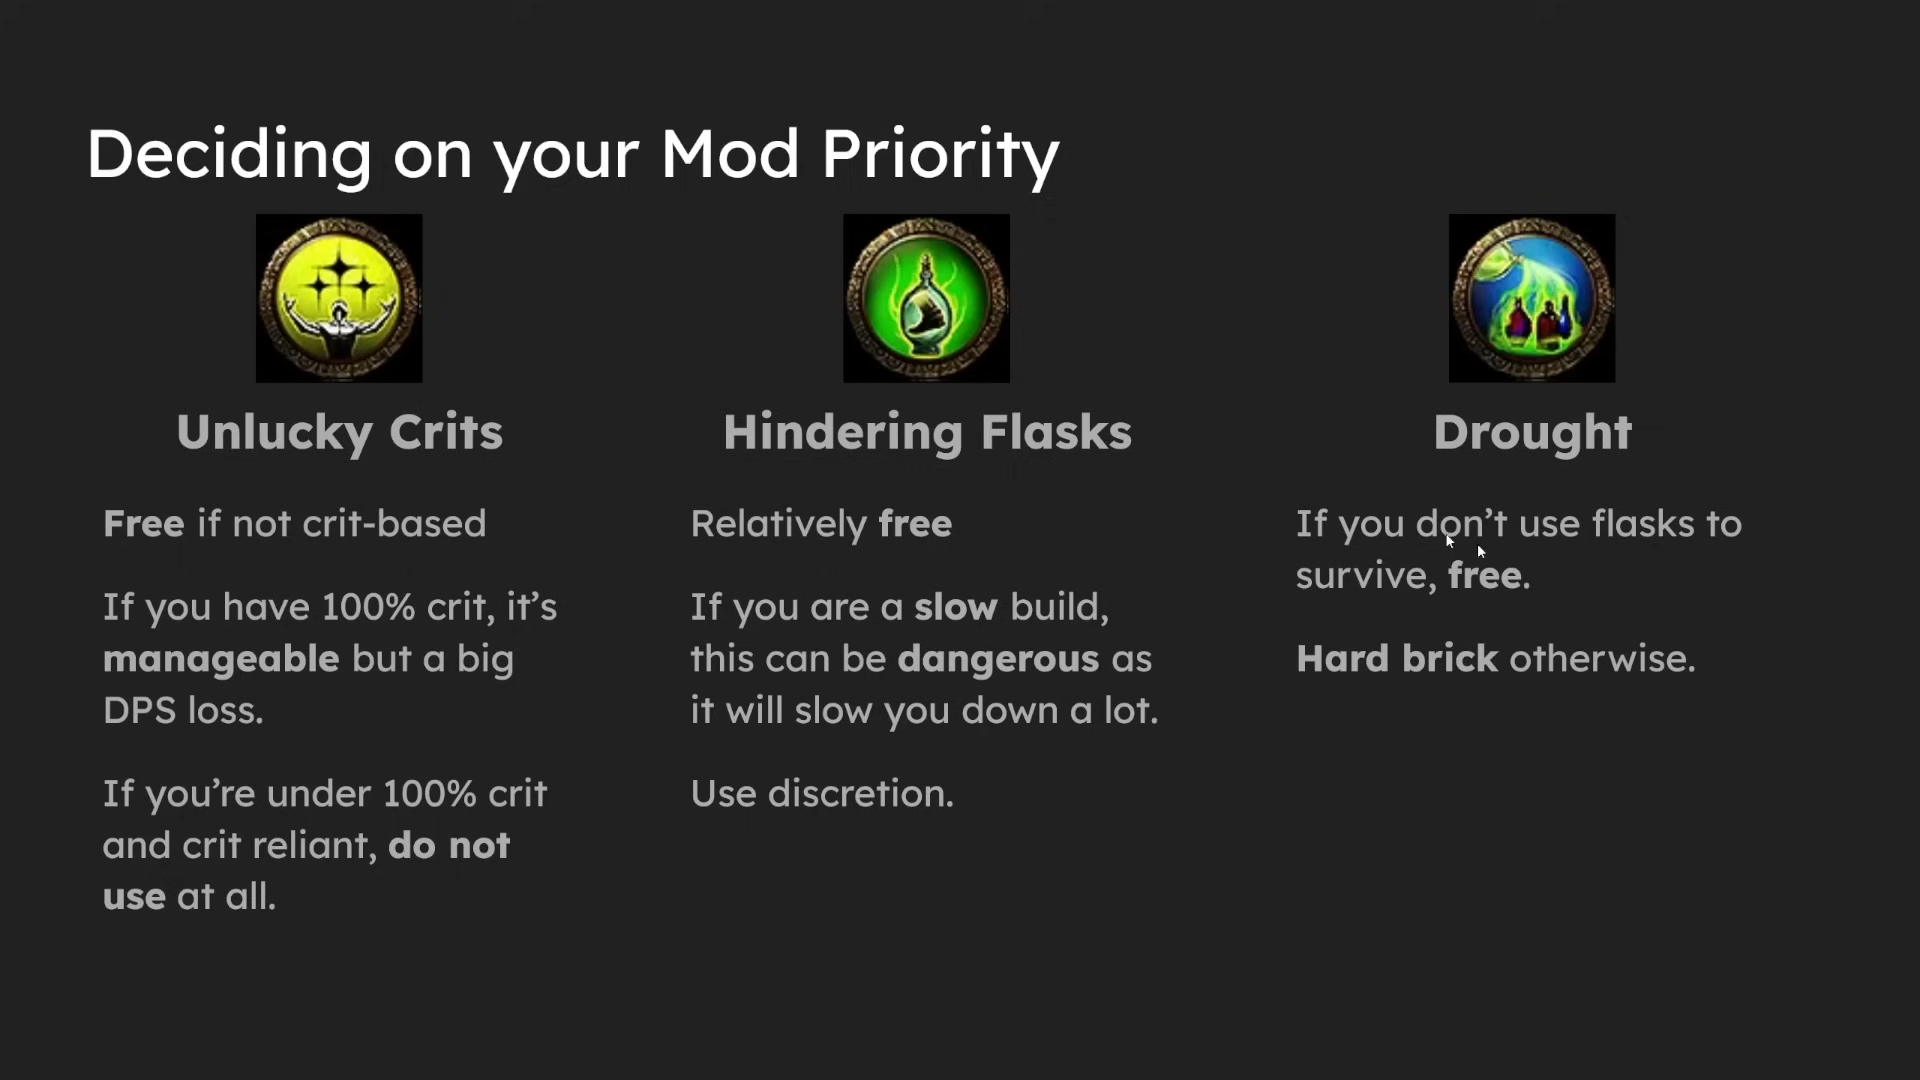 Deciding on your Mod Priority
Unlucky Crits
Free if not crit-based
If you have 100% crit, it’s
manageable but a big
DPS loss.
If you’re under 100% crit
and crit reliant, do not
use at all.
Hindering Flasks
Relatively free
If you are a slow build,
this can be dangerous as
it will slow you down a lot.
Use discretion.
Drought
If you don’t use flasks to
survive, free.
Hard brick otherwise.